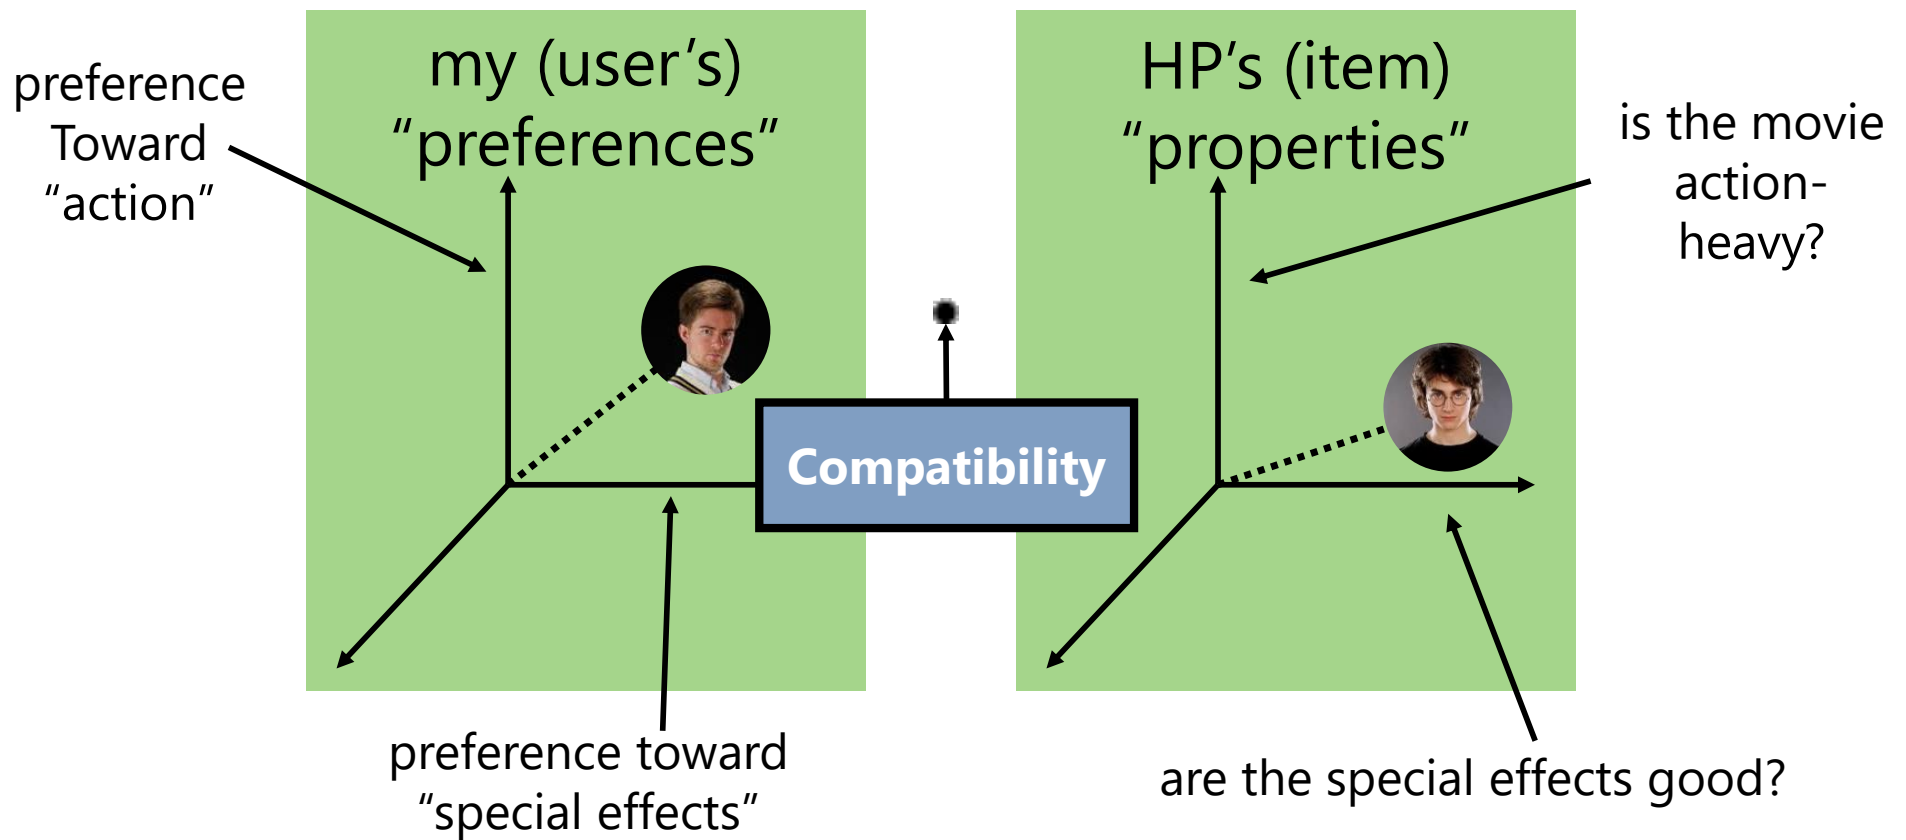 my (user’s)
“preferences”
HP’s (item)
“properties”
preference
Toward
“action”
is the movie
action-
heavy?
Compatibility
preference toward
“special effects”
are the special effects good?